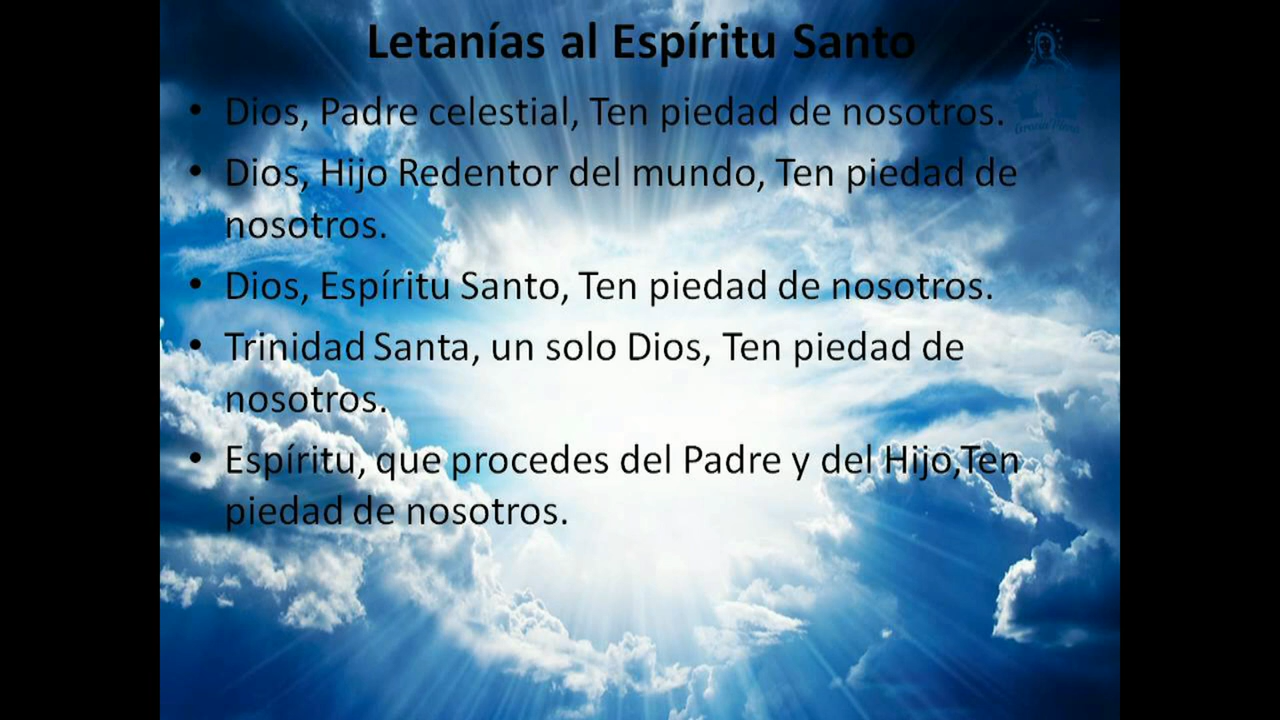 Letanías al Espíritu Santo
• Dios, Padre celestial, Ten piedad de nosotros.
• Dios, Hijo Redentor del mundo, Ten piedad de
nosotros.
• Dios, Espíritu Santo, Ten piedad de nosotros.
• Trinidad Santa, un solo Dios, Ten piedad de
nosotros.
• Espíritu, que procedes del Padre y del Hijo,Ten
piedad de nosotros.
Gracia Plena